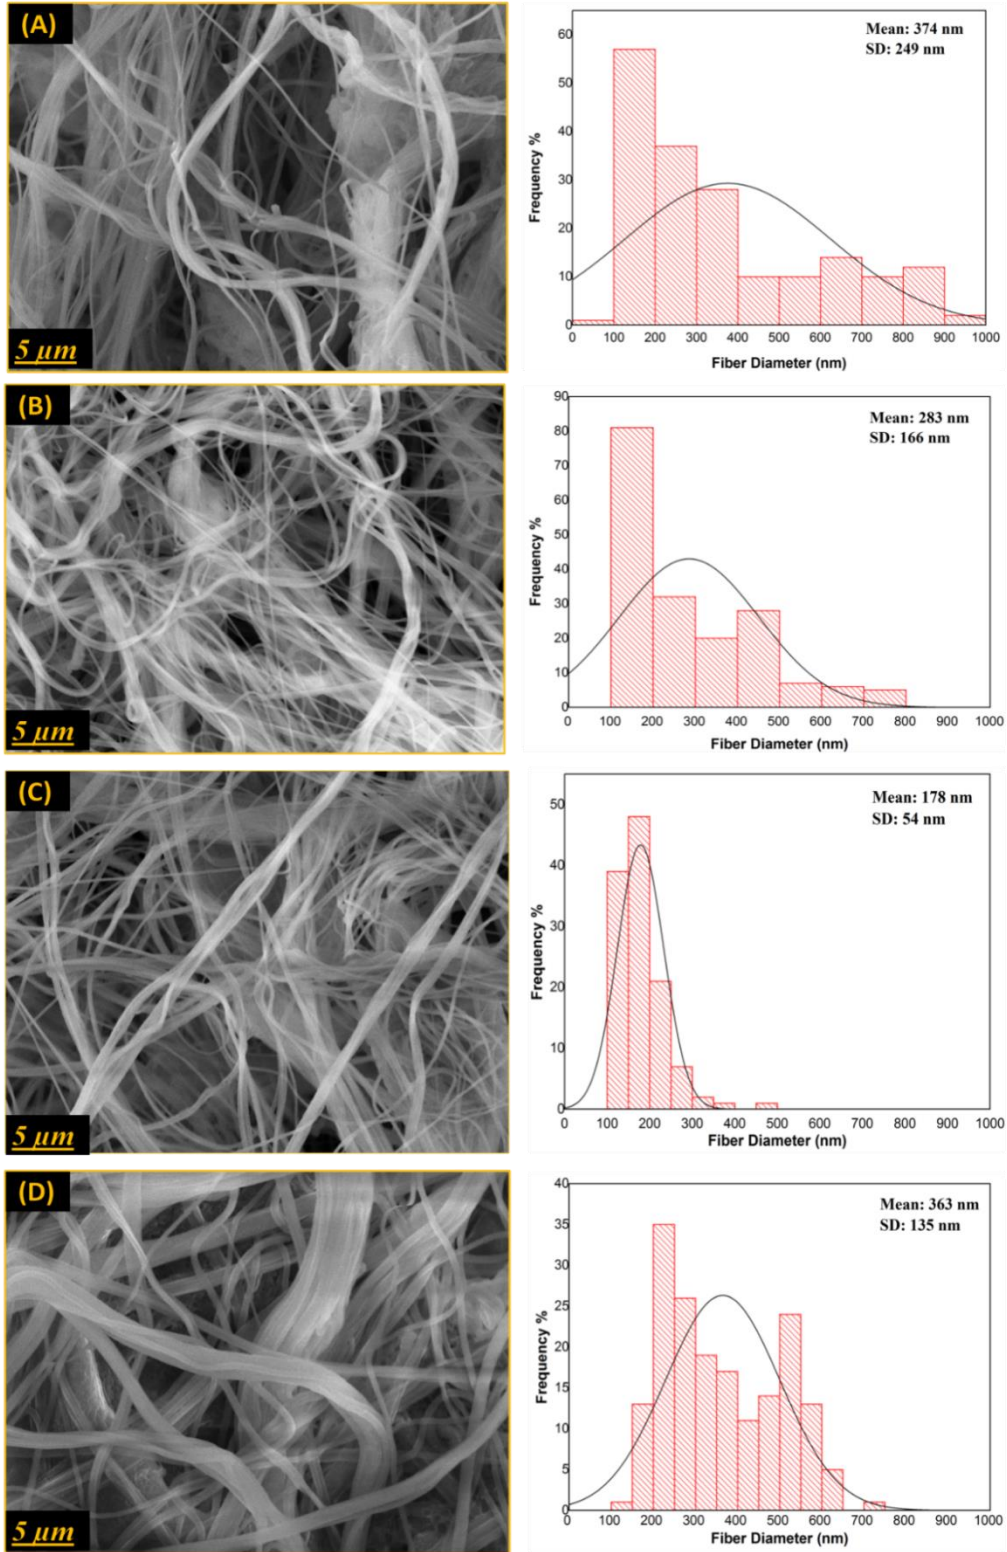 (A)
5 µm
Mean: 374 nm
SD: 249 nm
Frequency %
60
50
40
30
20
10
0
0 100 200 300 400 500 600 700 800 900 1000
Fiber Diameter (nm)
(B)
5 µm
Mean: 283 nm
SD: 166 nm
Frequency %
90
80
70
60
50
40
30
20
10
0
0 100 200 300 400 500 600 700 800 900 1000
Fiber Diameter (nm)
(C)
5 µm
Mean: 178 nm
SD: 54 nm
Frequency %
50
40
30
20
10
0
0 100 200 300 400 500 600 700 800 900 1000
Fiber Diameter (nm)
(D)
5 µm
Mean: 363 nm
SD: 135 nm
Frequency %
40
35
30
25
20
15
10
5
0
0 100 200 300 400 500 600 700 800 900 1000
Fiber Diameter (nm)